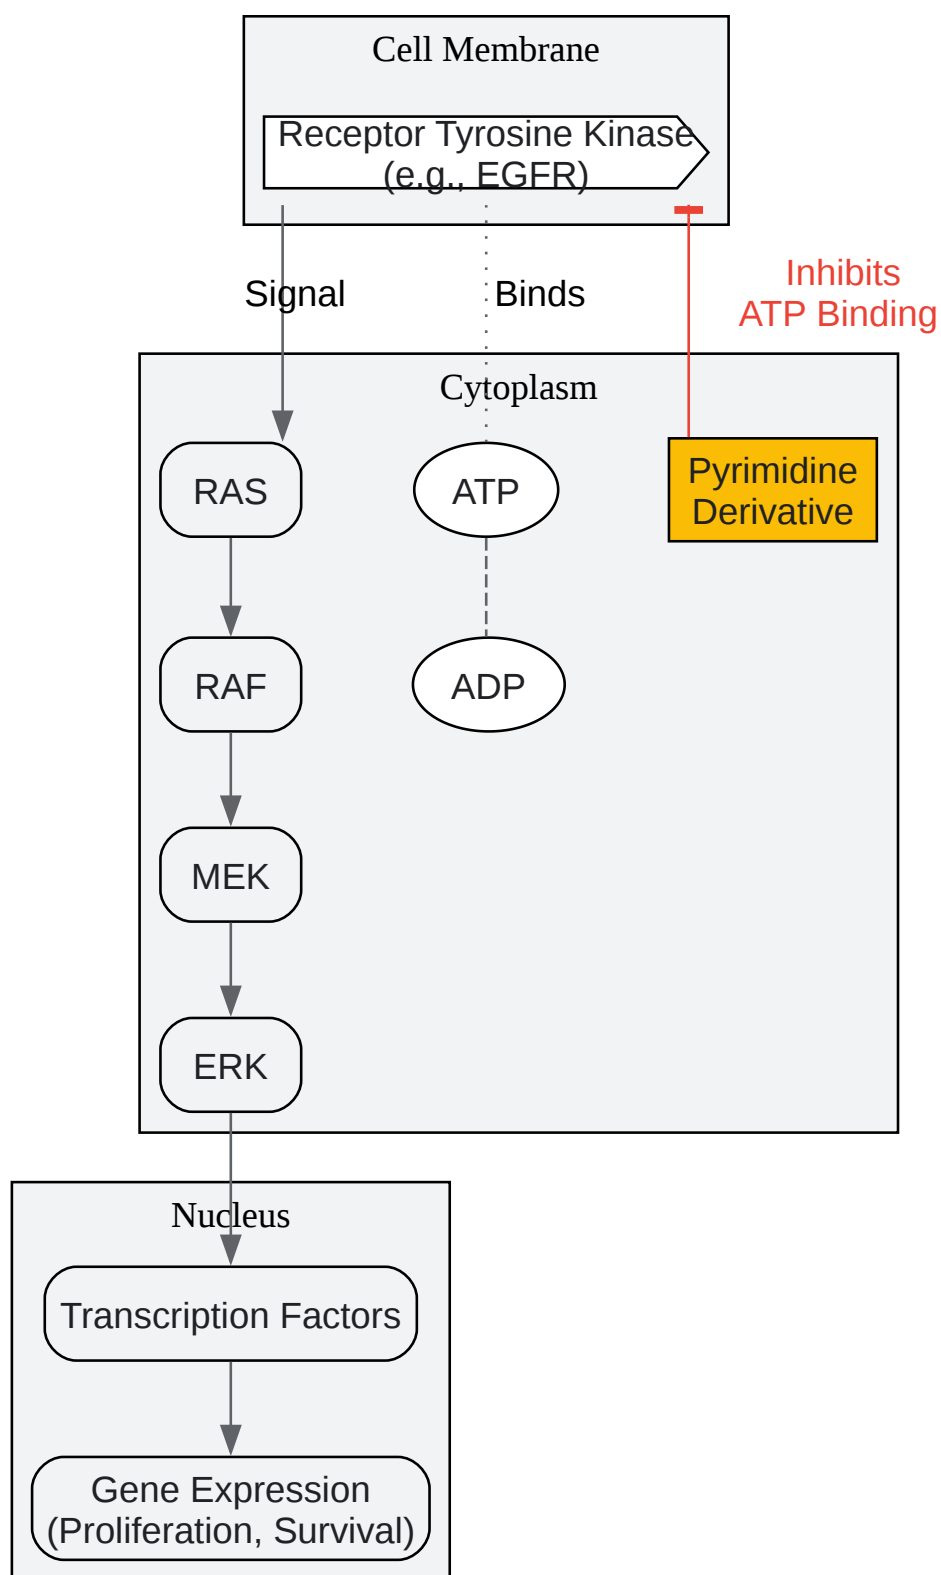 Cell Membrane
Receptor Tyrosine Kinase
(e.g., EGFR)
Signal
Binds
Inhibits
ATP Binding
Cytoplasm
RAS
ATP
Pyrimidine
Derivative
RAF
ADP
MEK
ERK
Nucleus
Transcription Factors
Gene Expression
(Proliferation, Survival)